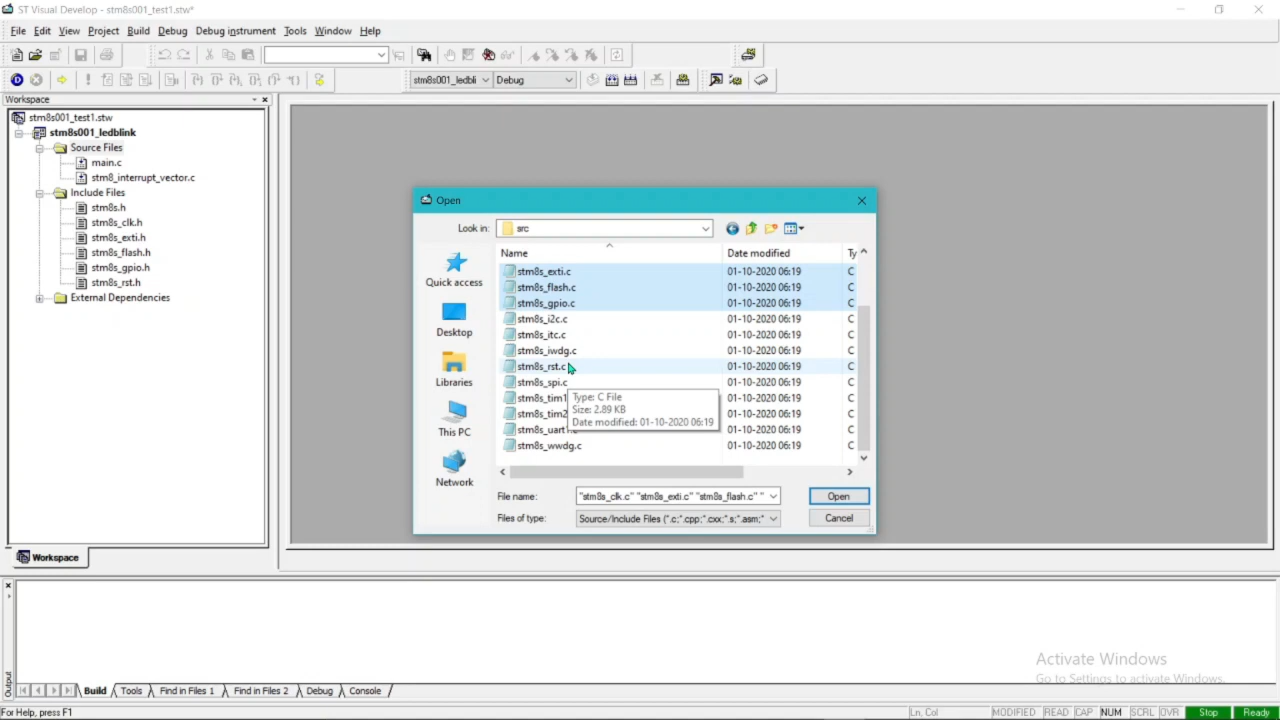 ST Visual Develop - stm8s001_test1.stw*
File Edit View Project Build Debug Debug instrument Tools Window Help
stm8s001_ledbli Debug
Workspace
stm8s001_test1.stw
stm8s001_ledblink
Source Files
main.c
stm8_interrupt_vector.c
Include Files
stm8s.h
stm8s_clk.h
stm8s_exti.h
stm8s_flash.h
stm8s_gpio.h
stm8s_rst.h
External Dependencies
Workspace
Open
Look in: src
Name Date modified Ty
stm8s_exti.c 01-10-2020 06:19 C
stm8s_flash.c 01-10-2020 06:19 C
stm8s_gpio.c 01-10-2020 06:19 C
stm8s_i2c.c 01-10-2020 06:19 C
stm8s_itc.c 01-10-2020 06:19 C
stm8s_iwdg.c 01-10-2020 06:19 C
stm8s_rst.c 01-10-2020 06:19 C
stm8s_spi.c 01-10-2020 06:19 C
stm8s_tim1 01-10-2020 06:19 C
stm8s_tim2 01-10-2020 06:19 C
stm8s_uart1.c 01-10-2020 06:19 C
stm8s_wwdg.c 01-10-2020 06:19 C
Type: C File
Size: 2.89 KB
Date modified: 01-10-2020 06:19
Quick access
Desktop
Libraries
This PC
Network
File name: "stm8s_clk.c" "stm8s_exti.c" "stm8s_flash.c" " Open
Files of type: Source/Include Files (*.c;*.cpp;*.cxx;*.s;*.asm;* Cancel
Output
Build Tools Find in Files 1 Find in Files 2 Debug Console
Activate Windows
Go to Settings to activate Windows.
For Help, press F1 Ln, Col MODIFIED READ CAP NUM SCRL OVR Stop Ready